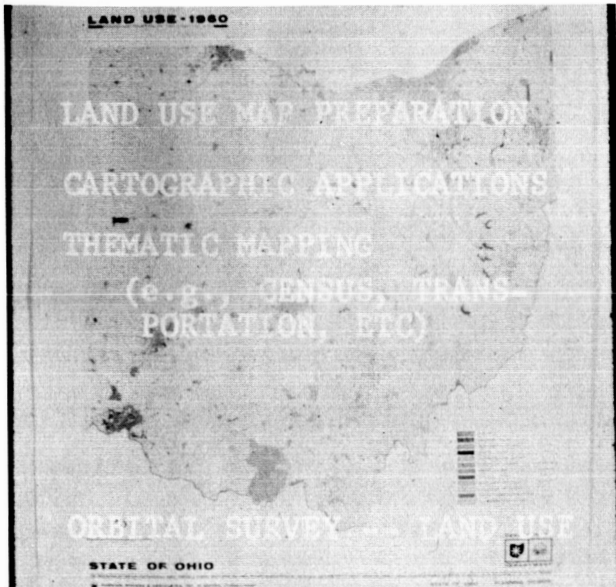 LAND USE - 1960
LAND USE MAP PREPARATION
CARTOGRAPHIC APPLICATIONS
THEMATIC MAPPING
(e.g., CENSUS, TRANS-
PORTATION, ETC)
ORBITAL SURVEY -- LAND USE
STATE OF OHIO